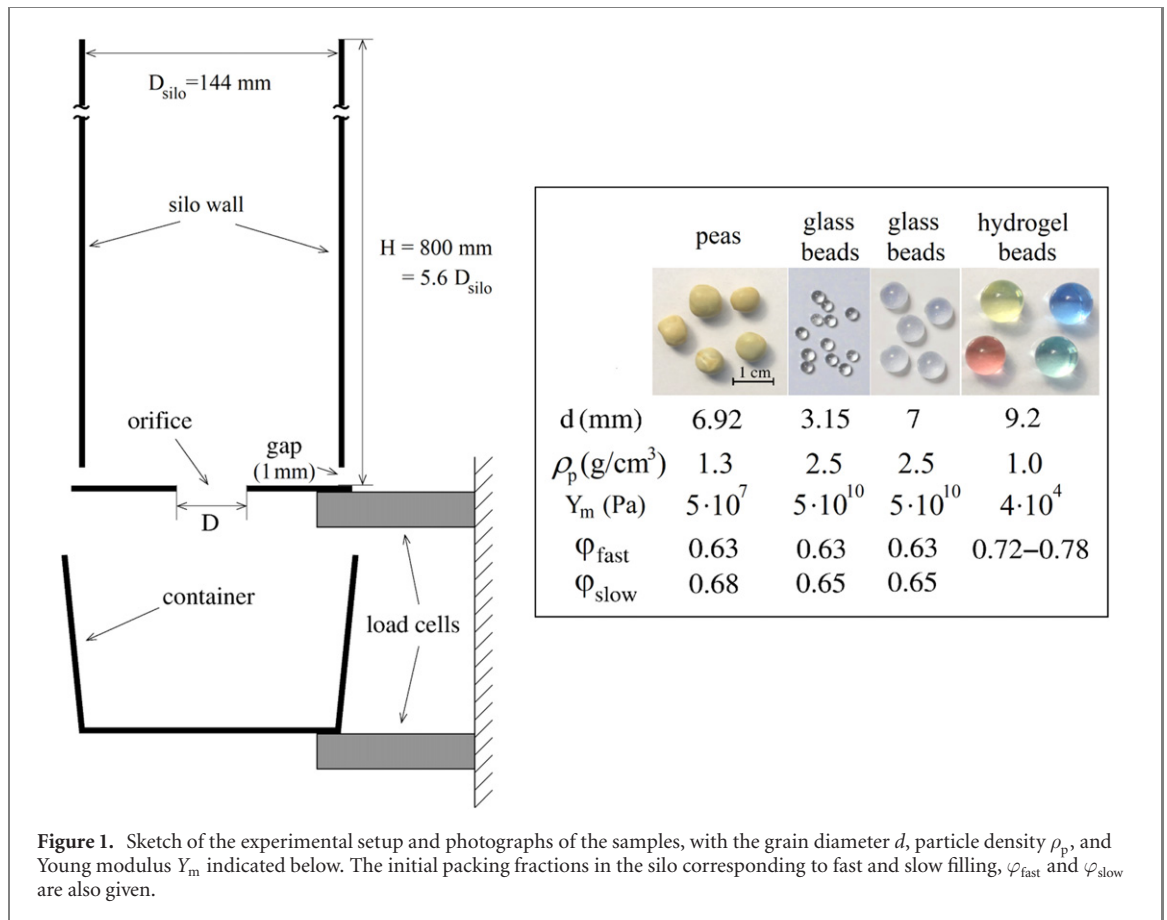 D_silo=144 mm
silo wall
H = 800 mm
= 5.6 D_silo
orifice
gap
(1 mm)
D
container
load cells
peas
glass
beads
glass
beads
hydrogel
beads
1 cm
d (mm) 6.92 3.15 7 9.2
ρ_p (g/cm³) 1.3 2.5 2.5 1.0
Y_m (Pa) 5·10⁷ 5·10¹⁰ 5·10¹⁰ 4·10⁴
φ_fast 0.63 0.63 0.63 0.72–0.78
φ_slow 0.68 0.65 0.65
Figure 1. Sketch of the experimental setup and photographs of the samples, with the grain diameter d, particle density ρ_p, and
Young modulus Y_m indicated below. The initial packing fractions in the silo corresponding to fast and slow filling, φ_fast and φ_slow
are also given.